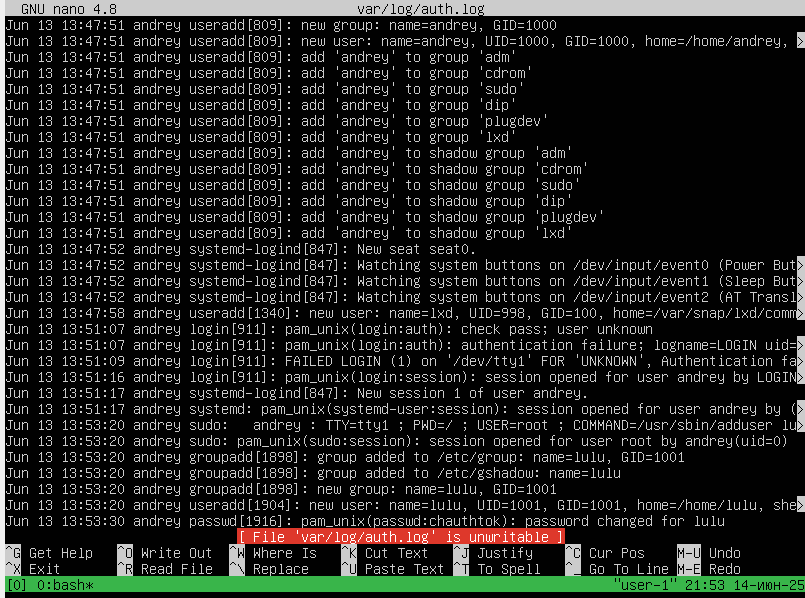 GNU nano 4.8 var/log/auth.log
Jun 13 13:47:51 andrey useradd[809]: new group: name=andrey, GID=1000
Jun 13 13:47:51 andrey useradd[809]: new user: name=andrey, UID=1000, GID=1000, home=/home/andrey, >
Jun 13 13:47:51 andrey useradd[809]: add 'andrey' to group 'adm'
Jun 13 13:47:51 andrey useradd[809]: add 'andrey' to group 'cdrom'
Jun 13 13:47:51 andrey useradd[809]: add 'andrey' to group 'sudo'
Jun 13 13:47:51 andrey useradd[809]: add 'andrey' to group 'dip'
Jun 13 13:47:51 andrey useradd[809]: add 'andrey' to group 'plugdev'
Jun 13 13:47:51 andrey useradd[809]: add 'andrey' to group 'lxd'
Jun 13 13:47:51 andrey useradd[809]: add 'andrey' to shadow group 'adm'
Jun 13 13:47:51 andrey useradd[809]: add 'andrey' to shadow group 'cdrom'
Jun 13 13:47:51 andrey useradd[809]: add 'andrey' to shadow group 'sudo'
Jun 13 13:47:51 andrey useradd[809]: add 'andrey' to shadow group 'dip'
Jun 13 13:47:51 andrey useradd[809]: add 'andrey' to shadow group 'plugdev'
Jun 13 13:47:51 andrey useradd[809]: add 'andrey' to shadow group 'lxd'
Jun 13 13:47:52 andrey systemd-logind[847]: New seat seat0.
Jun 13 13:47:52 andrey systemd-logind[847]: Watching system buttons on /dev/input/event0 (Power But>
Jun 13 13:47:52 andrey systemd-logind[847]: Watching system buttons on /dev/input/event1 (Sleep But>
Jun 13 13:47:52 andrey systemd-logind[847]: Watching system buttons on /dev/input/event2 (AT Transl>
Jun 13 13:47:58 andrey useradd[1340]: new user: name=lxd, UID=998, GID=100, home=/var/snap/lxd/comm>
Jun 13 13:51:07 andrey login[911]: pam_unix(login:auth): check pass; user unknown
Jun 13 13:51:07 andrey login[911]: pam_unix(login:auth): authentication failure; logname=LOGIN uid=>
Jun 13 13:51:09 andrey login[911]: FAILED LOGIN (1) on '/dev/tty1' FOR 'UNKNOWN', Authentication fa>
Jun 13 13:51:16 andrey login[911]: pam_unix(login:session): session opened for user andrey by LOGIN>
Jun 13 13:51:17 andrey systemd-logind[847]: New session 1 of user andrey.
Jun 13 13:51:17 andrey systemd: pam_unix(systemd-user:session): session opened for user andrey by (>
Jun 13 13:53:20 andrey sudo:   andrey : TTY=tty1 ; PWD=/ ; USER=root ; COMMAND=/usr/sbin/adduser lu>
Jun 13 13:53:20 andrey sudo: pam_unix(sudo:session): session opened for user root by andrey(uid=0)
Jun 13 13:53:20 andrey groupadd[1898]: group added to /etc/group: name=lulu, GID=1001
Jun 13 13:53:20 andrey groupadd[1898]: group added to /etc/gshadow: name=lulu
Jun 13 13:53:20 andrey groupadd[1898]: new group: name=lulu, GID=1001
Jun 13 13:53:20 andrey useradd[1904]: new user: name=lulu, UID=1001, GID=1001, home=/home/lulu, she>
Jun 13 13:53:30 andrey passwd[1916]: pam_unix(passwd:chauthtok): password changed for lulu
[ File 'var/log/auth.log' is unwritable ]
^G Get Help ^O Write Out ^W Where Is ^K Cut Text ^J Justify ^C Cur Pos M-U Undo
^X Exit ^R Read File ^\ Replace ^U Paste Text ^T To Spell ^_ Go To Line M-E Redo
[0] 0:bash* "user-1" 21:53 14-июн-25